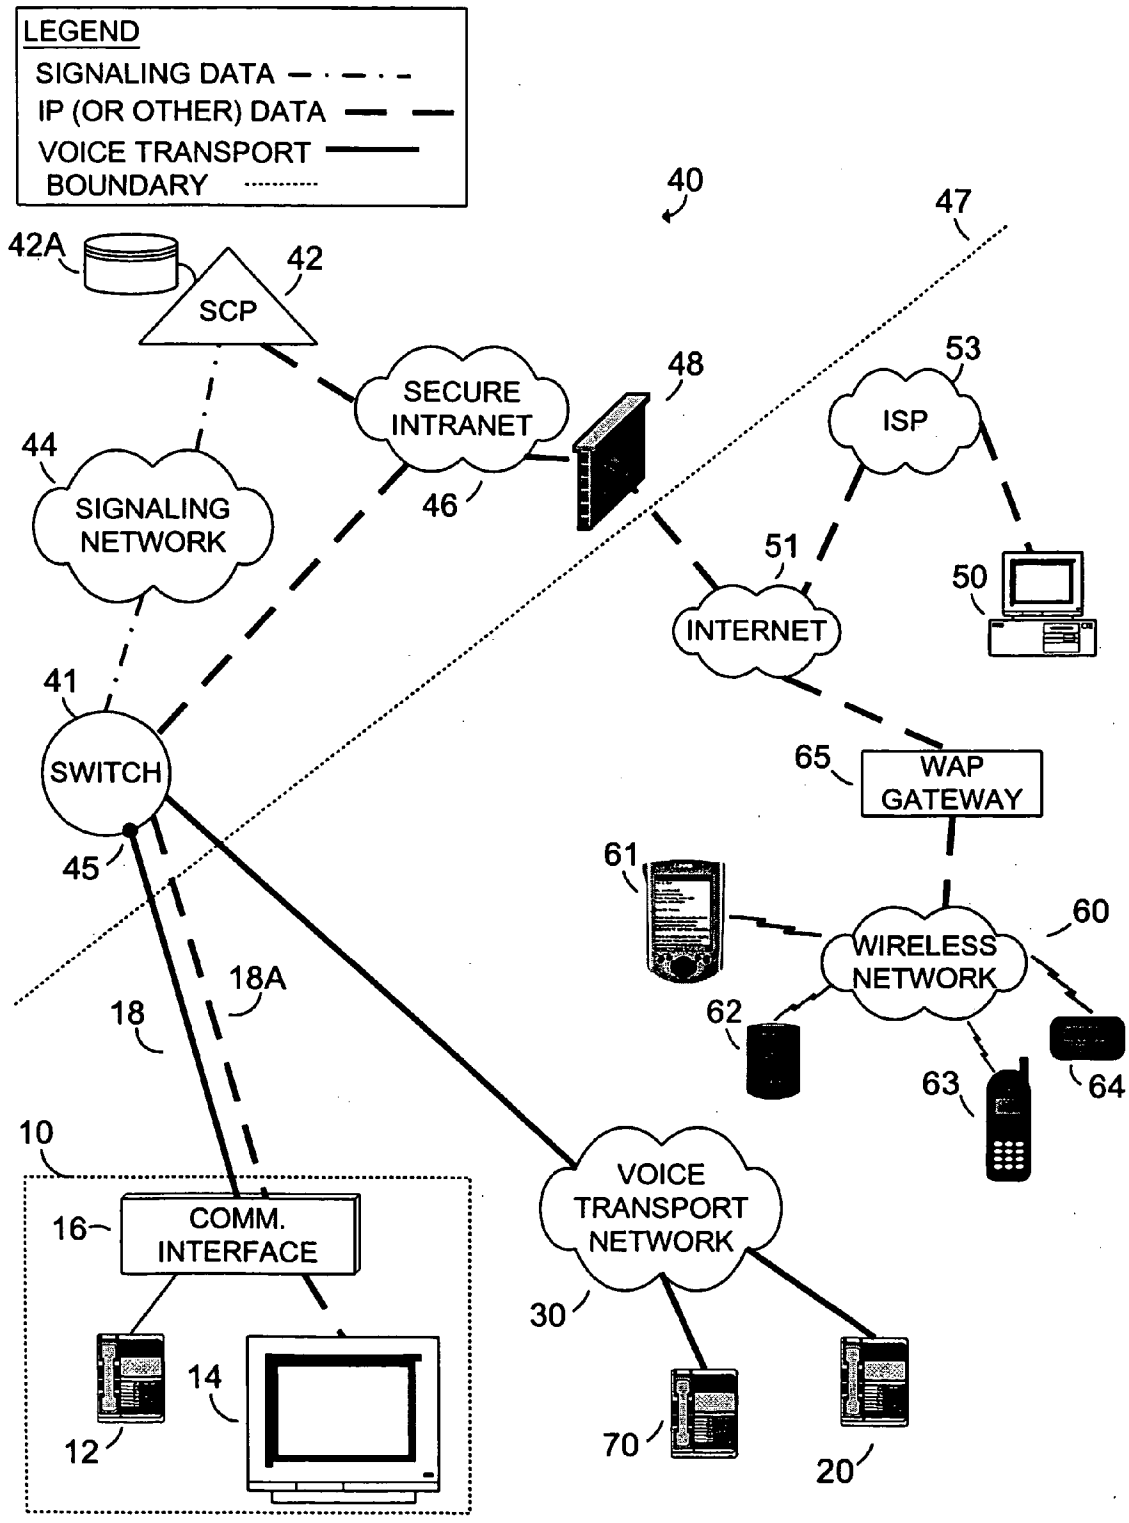 LEGEND
SIGNALING DATA
IP (OR OTHER) DATA
VOICE TRANSPORT
BOUNDARY
40
47
42A
42
SCP
SECURE
INTRANET
48
53
ISP
44
SIGNALING
NETWORK
46
51
50
INTERNET
41
SWITCH
65
WAP
GATEWAY
45
61
60
WIRELESS
NETWORK
18A
18
62
63
64
10
16
COMM.
INTERFACE
VOICE
TRANSPORT
NETWORK
30
14
12
70
20